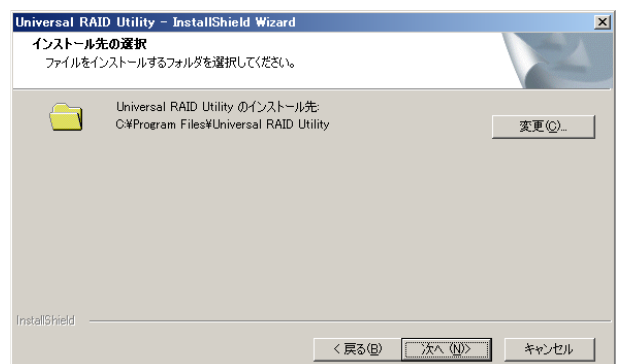 Universal RAID Utility - InstallShield Wizard
インストール先の選択
ファイルをインストールするフォルダを選択してください。
Universal RAID Utility のインストール先:
C:¥Program Files¥Universal RAID Utility
変更(C)...
InstallShield
< 戻る(B)
次へ (N)>
キャンセル